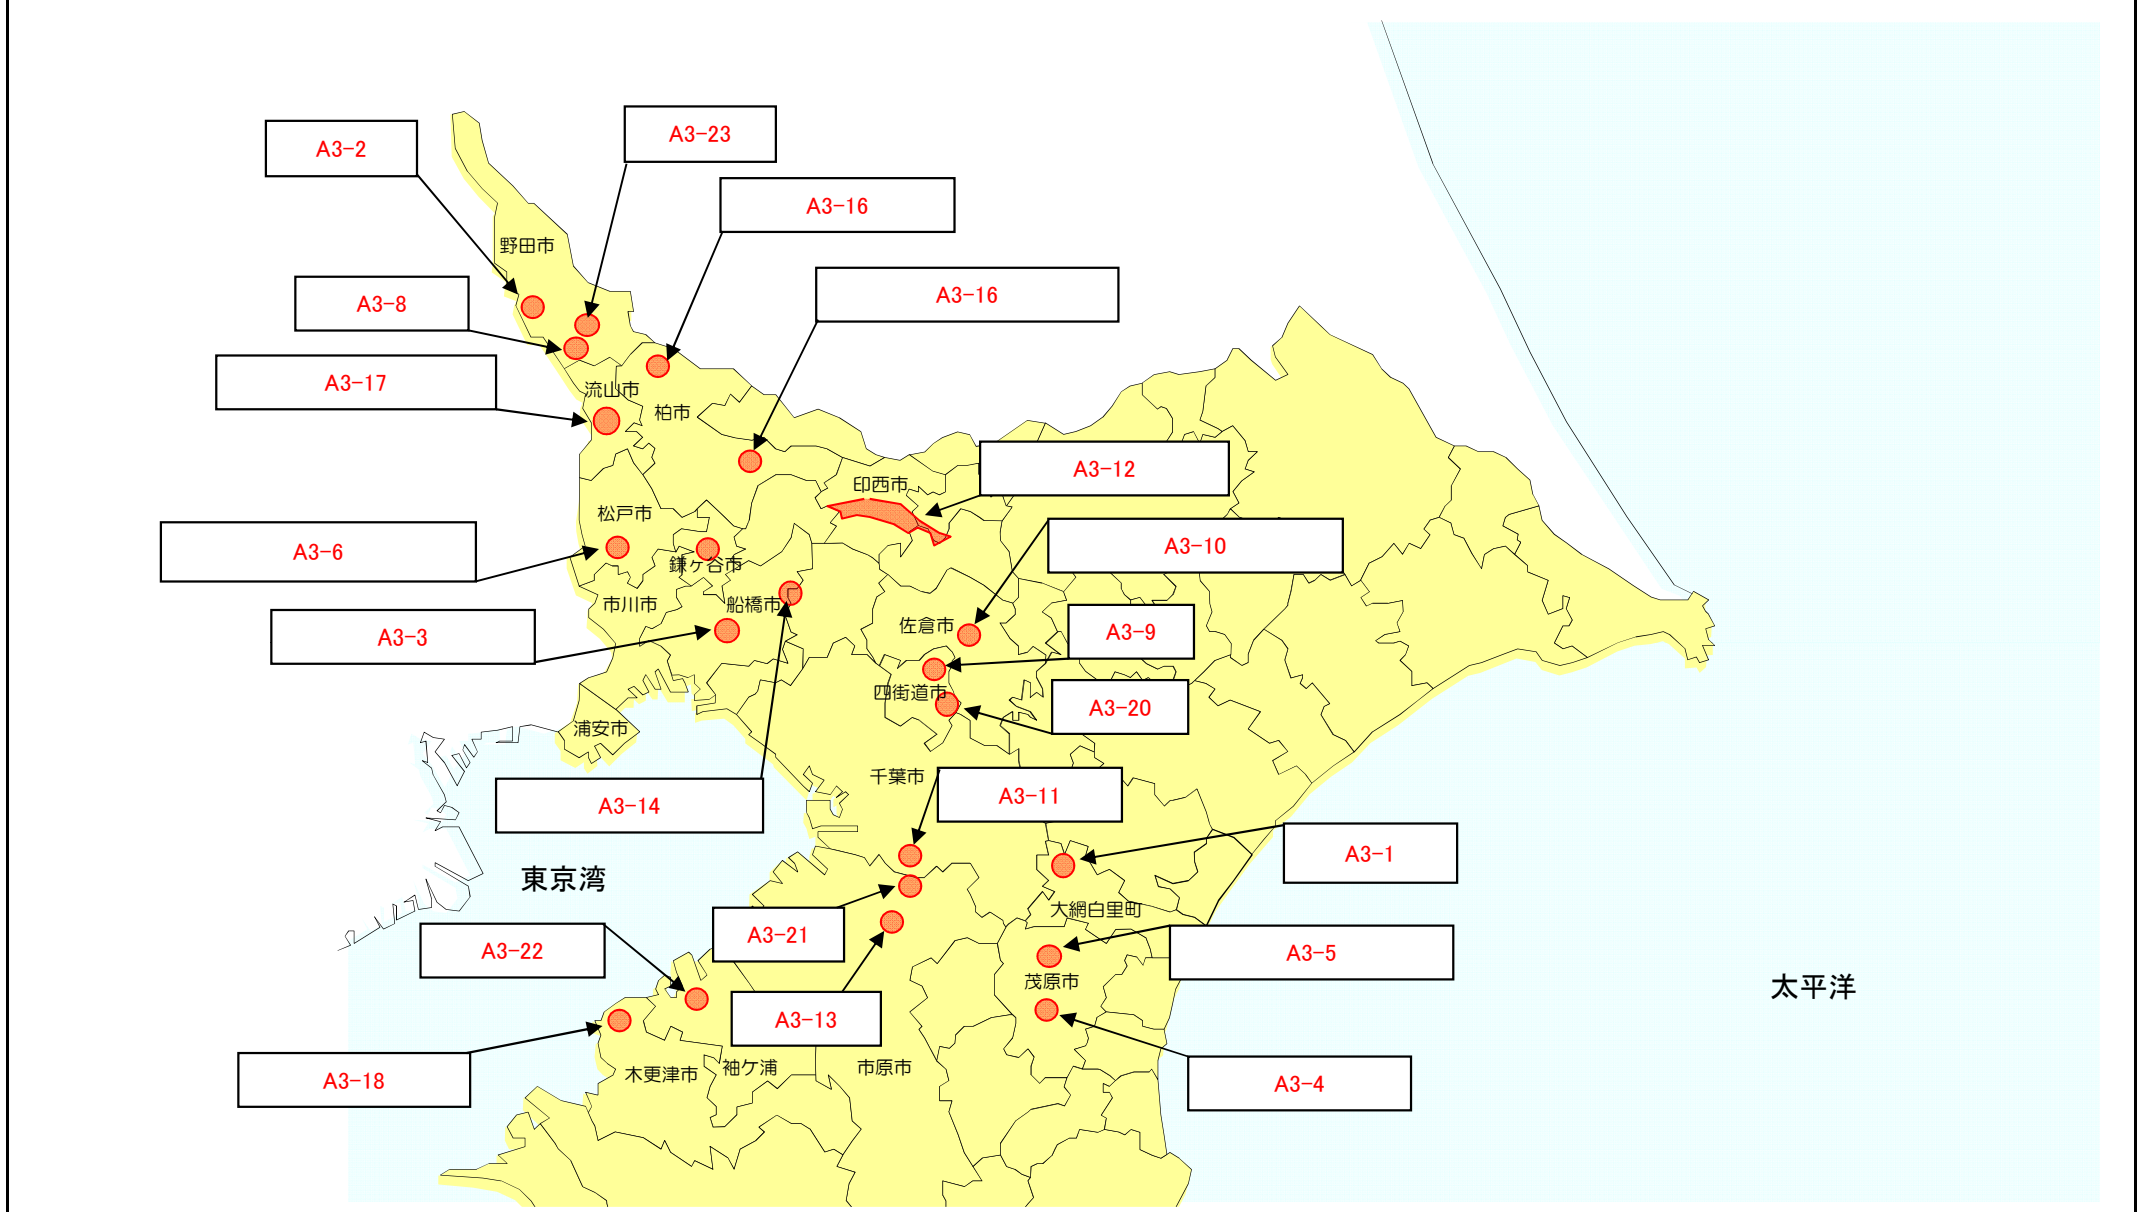 A3-23
A3-2
A3-16
野田市
A3-16
A3-8
A3-17
流山市
柏市
A3-12
印西市
松戸市
A3-10
A3-6
鎌ヶ谷市
市川市
船橋市
佐倉市
A3-9
A3-3
四街道市
A3-20
浦安市
千葉市
A3-11
A3-14
A3-1
東京湾
大網白里町
A3-21
A3-22
A3-5
茂原市
太平洋
A3-13
木更津市
袖ケ浦
市原市
A3-18
A3-4